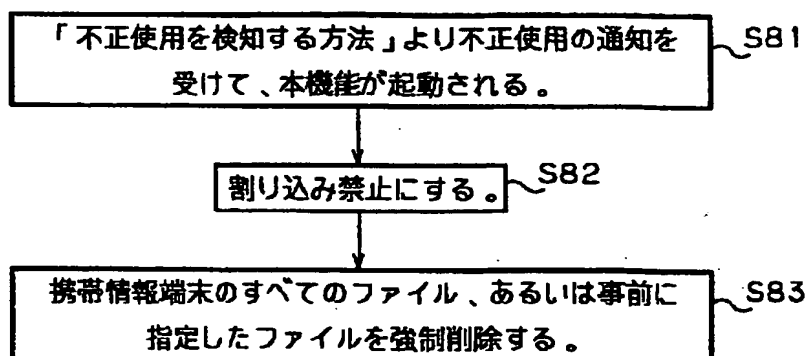 「不正使用を検知する方法」より不正使用の通知を S81
受けて、本機能が起動される。
割り込み禁止にする。 S82
携帯情報端末のすべてのファイル、あるいは事前に S83
指定したファイルを強制削除する。